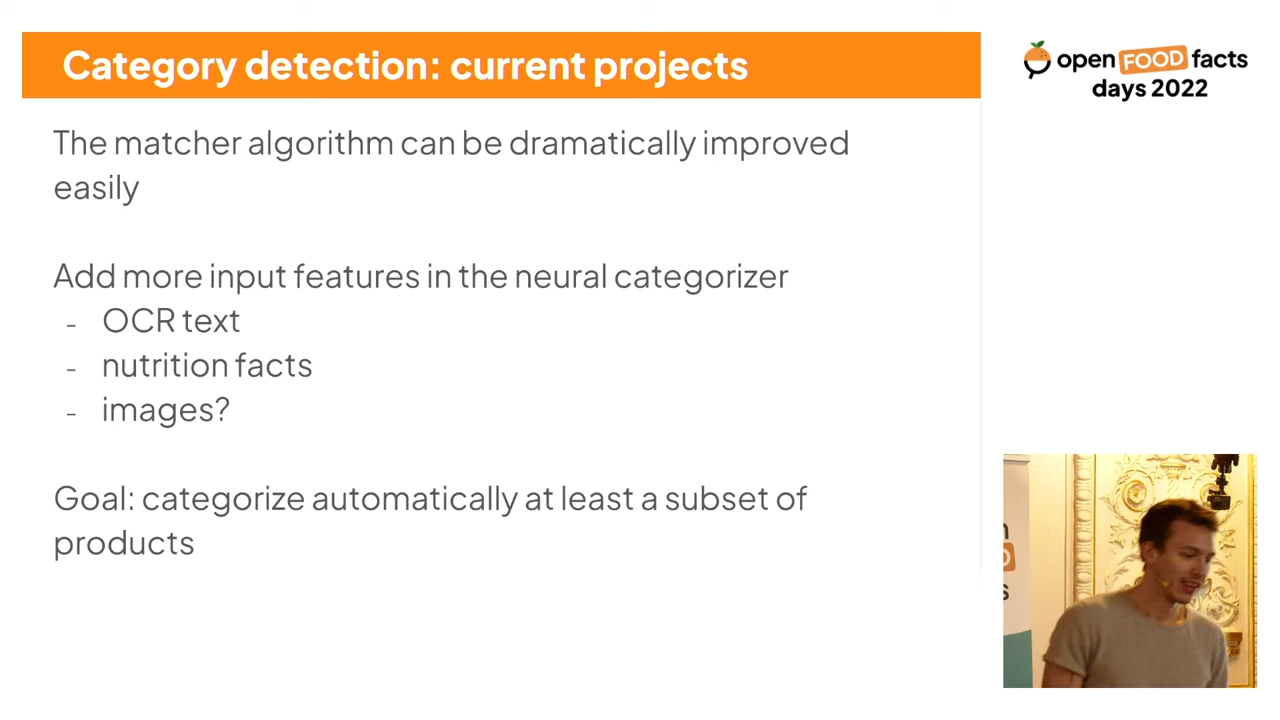 Category detection: current projects
open FOOD facts
days 2022
The matcher algorithm can be dramatically improved
easily
Add more input features in the neural categorizer
- OCR text
- nutrition facts
- images?
Goal: categorize automatically at least a subset of
products